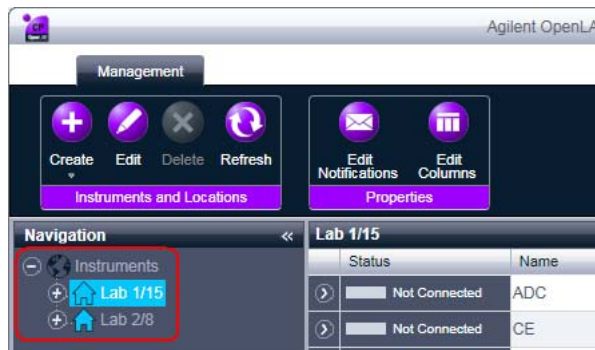 CP
Agilent OpenLA
Management
Create
Edit
Delete
Refresh
Instruments and Locations
Edit
Notifications
Edit
Columns
Properties
Navigation
«
Instruments
Lab 1/15
Lab 2/8
Lab 1/15
Status
Name
Not Connected
ADC
Not Connected
CE